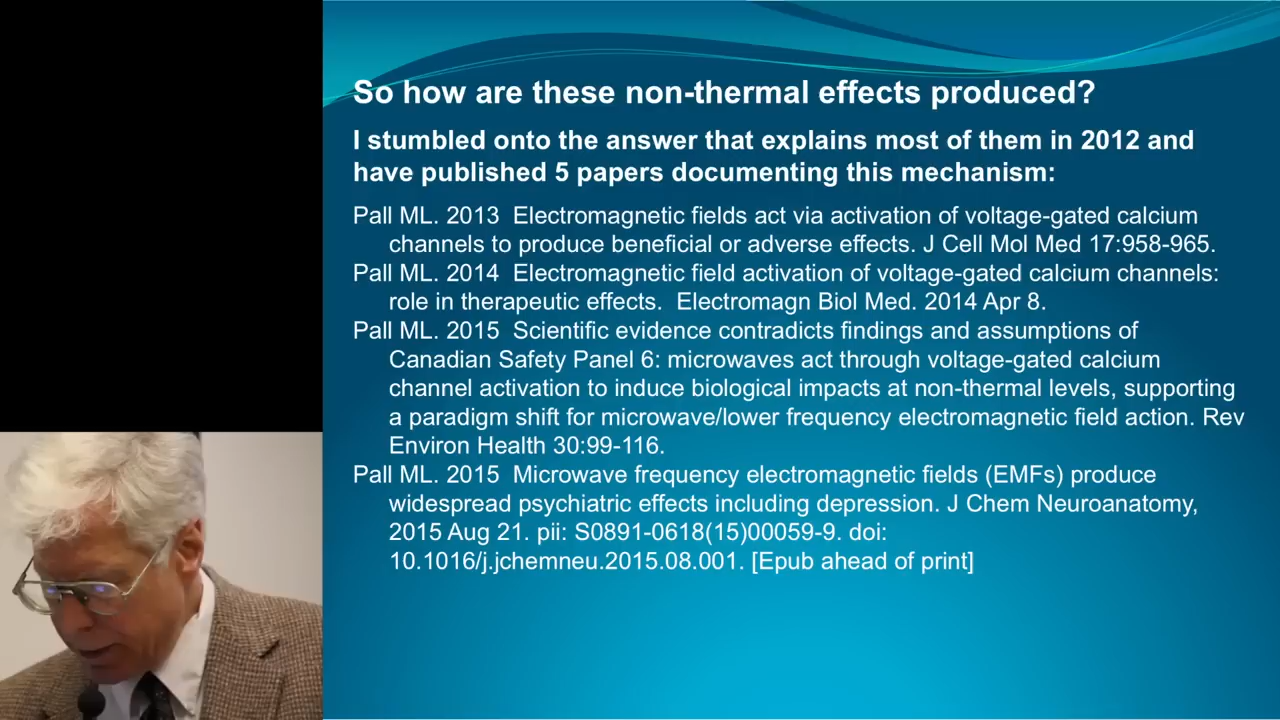 So how are these non-thermal effects produced?
I stumbled onto the answer that explains most of them in 2012 and
have published 5 papers documenting this mechanism:
Pall ML. 2013 Electromagnetic fields act via activation of voltage-gated calcium
channels to produce beneficial or adverse effects. J Cell Mol Med 17:958-965.
Pall ML. 2014 Electromagnetic field activation of voltage-gated calcium channels:
role in therapeutic effects. Electromagn Biol Med. 2014 Apr 8.
Pall ML. 2015 Scientific evidence contradicts findings and assumptions of
Canadian Safety Panel 6: microwaves act through voltage-gated calcium
channel activation to induce biological impacts at non-thermal levels, supporting
a paradigm shift for microwave/lower frequency electromagnetic field action. Rev
Environ Health 30:99-116.
Pall ML. 2015 Microwave frequency electromagnetic fields (EMFs) produce
widespread psychiatric effects including depression. J Chem Neuroanatomy,
2015 Aug 21. pii: S0891-0618(15)00059-9. doi:
10.1016/j.jchemneu.2015.08.001. [Epub ahead of print]